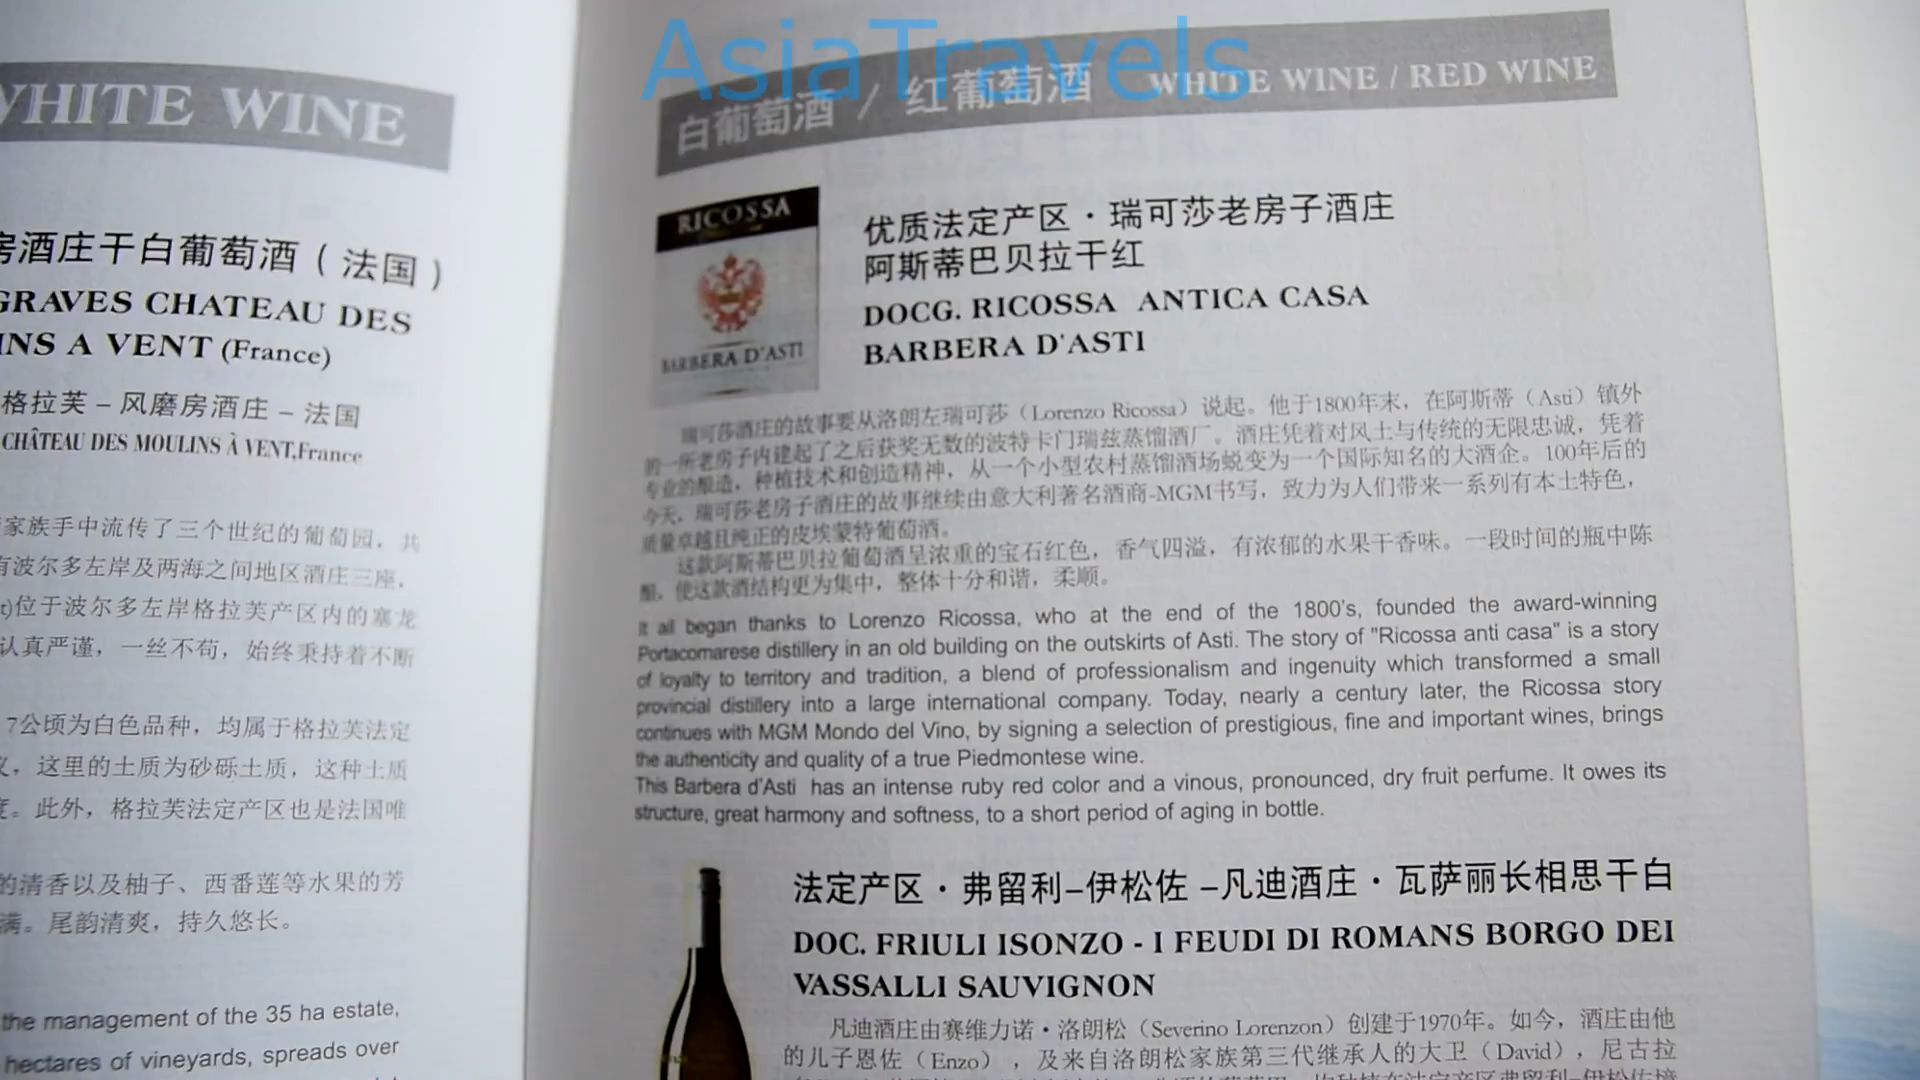 AsiaTravels
WHITE WINE
房酒庄干白葡萄酒（法国）
GRAVES CHATEAU DES
INS A VENT (France)
格拉芙 – 风磨房酒庄 – 法国
CHÂTEAU DES MOULINS À VENT,France
家族手中流传了三个世纪的葡萄园，共
有波尔多左岸及两海之间地区酒庄三座，
位于波尔多左岸格拉芙产区内的塞龙
认真严谨，一丝不苟，始终秉持着不断
7公顷为白色品种，均属于格拉芙法定
，这里的土质为砂砾土质，这种土质
度。此外，格拉芙法定产区也是法国唯
的清香以及柚子、西番莲等水果的芳
满。尾韵清爽，持久悠长。
the management of the 35 ha estate,
hectares of vineyards, spreads over
白葡萄酒 / 红葡萄酒 WHITE WINE / RED WINE
RICOSSA
BARBERA D'ASTI
优质法定产区·瑞可莎老房子酒庄
阿斯蒂巴贝拉干红
DOCG. RICOSSA ANTICA CASA
BARBERA D'ASTI
瑞可莎酒庄的故事要从洛朗左瑞可莎（Lorenzo Ricossa）说起。他于1800年末，在阿斯蒂（Asti）镇外
的一所老房子内建起了之后获奖无数的波特卡门瑞兹蒸馏酒厂。酒庄凭着对风土与传统的无限忠诚，凭着
专业的酿造，种植技术和创造精神，从一个小型农村蒸馏酒场蜕变为一个国际知名的大酒企。100年后的
今天，瑞可莎老房子酒庄的故事继续由意大利著名酒商-MGM书写，致力为人们带来一系列有本土特色，
质量卓越且纯正的皮埃蒙特葡萄酒。
这款阿斯蒂巴贝拉葡萄酒呈浓重的宝石红色，香气四溢，有浓郁的水果干香味。一段时间的瓶中陈
酿，使这款酒结构更为集中，整体十分和谐，柔顺。
It all began thanks to Lorenzo Ricossa, who at the end of the 1800's, founded the award-winning
Portacomarese distillery in an old building on the outskirts of Asti. The story of "Ricossa anti casa" is a story
of loyalty to territory and tradition, a blend of professionalism and ingenuity which transformed a small
provincial distillery into a large international company. Today, nearly a century later, the Ricossa story
continues with MGM Mondo del Vino, by signing a selection of prestigious, fine and important wines, brings
the authenticity and quality of a true Piedmontese wine.
This Barbera d'Asti has an intense ruby red color and a vinous, pronounced, dry fruit perfume. It owes its
structure, great harmony and softness, to a short period of aging in bottle.
法定产区·弗留利–伊松佐 –凡迪酒庄·瓦萨丽长相思干白
DOC. FRIULI ISONZO - I FEUDI DI ROMANS BORGO DEI
VASSALLI SAUVIGNON
凡迪酒庄由赛维力诺·洛朗松（Severino Lorenzon）创建于1970年。如今，酒庄由他
的儿子恩佐（Enzo），及来自洛朗松家族第三代继承人的大卫（David），尼古拉